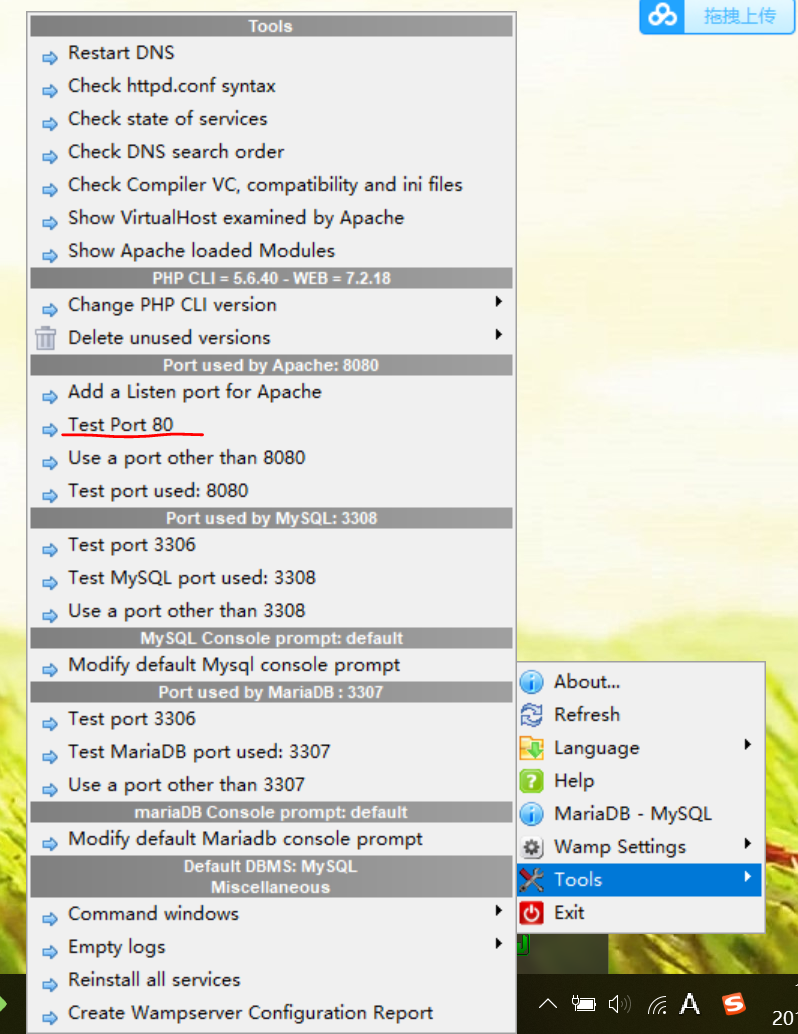 拖拽上传
Tools
Restart DNS
Check httpd.conf syntax
Check state of services
Check DNS search order
Check Compiler VC, compatibility and ini files
Show VirtualHost examined by Apache
Show Apache loaded Modules
PHP CLI = 5.6.40 - WEB = 7.2.18
Change PHP CLI version
Delete unused versions
Port used by Apache: 8080
Add a Listen port for Apache
Test Port 80
Use a port other than 8080
Test port used: 8080
Port used by MySQL: 3308
Test port 3306
Test MySQL port used: 3308
Use a port other than 3308
MySQL Console prompt: default
Modify default Mysql console prompt
Port used by MariaDB : 3307
Test port 3306
Test MariaDB port used: 3307
Use a port other than 3307
mariaDB Console prompt: default
Modify default Mariadb console prompt
Default DBMS: MySQL
Miscellaneous
Command windows
Empty logs
Reinstall all services
Create Wampserver Configuration Report
About...
Refresh
Language
Help
MariaDB - MySQL
Wamp Settings
Tools
Exit
A
S